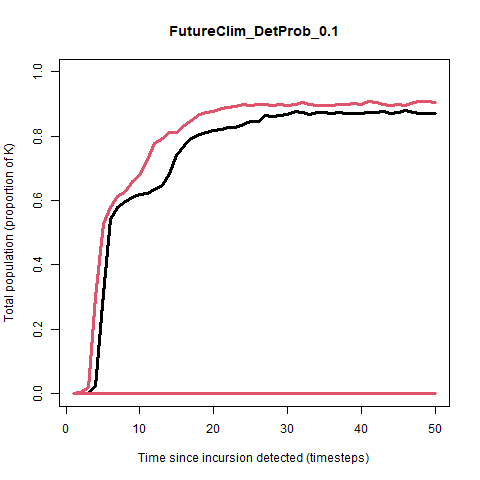 FutureClim_DetProb_0.1
Total population (proportion of K)
1.0
0.8
0.6
0.4
0.2
0.0
0 10 20 30 40 50
Time since incursion detected (timesteps)